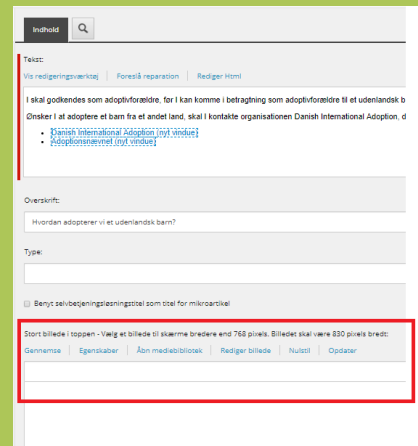 Indhold
Tekst:
Vis redigeringsværktøj Foreslå reparation Rediger Html
I skal godkendes som adoptivforældre, før I kan komme i betragtning som adoptivforældre til et udenlandsk b
Ønsker I at adoptere et barn fra et andet land, skal I kontakte organisationen Danish International Adoption, d
Danish International Adoption (nyt vindue)
Adoptionsnævnet (nyt vindue)
Overskrift:
Hvordan adopterer vi et udenlandsk barn?
Type:
Benyt selvbetjeningsløsningstitel som titel for mikroartikel
Stort billede i toppen - Vælg et billede til skærme bredere end 768 pixels. Billedet skal være 830 pixels bredt:
Gennemse Egenskaber Åbn mediebibliotek Rediger billede Nulstil Opdater